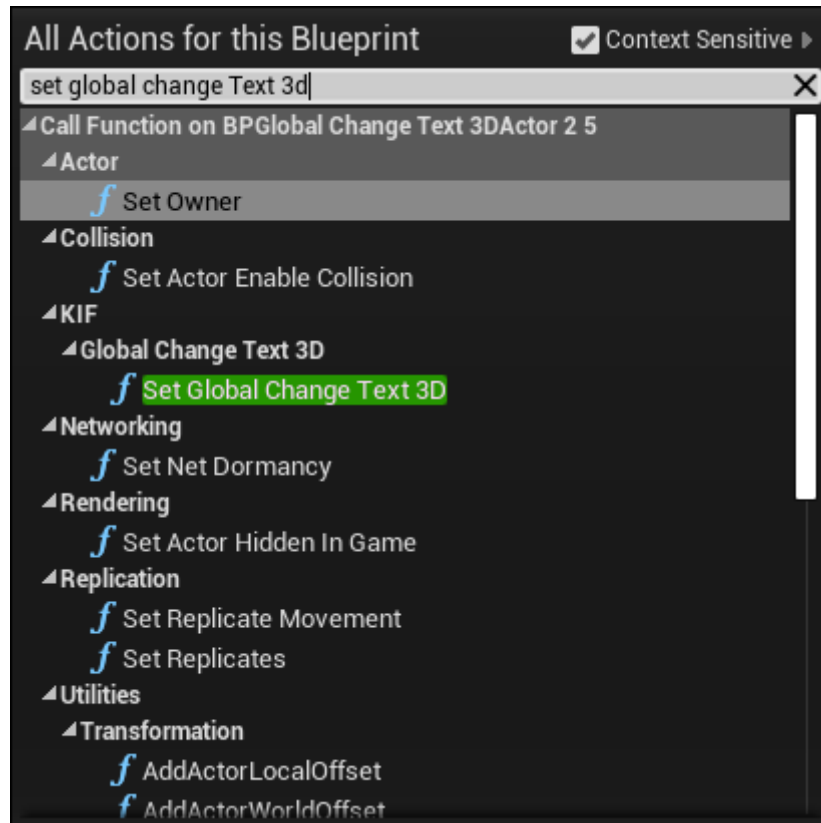 All Actions for this Blueprint Context Sensitive
set global change Text 3d
Call Function on BPGlobal Change Text 3DActor 2 5
Actor
f Set Owner
Collision
f Set Actor Enable Collision
KIF
Global Change Text 3D
f Set Global Change Text 3D
Networking
f Set Net Dormancy
Rendering
f Set Actor Hidden In Game
Replication
f Set Replicate Movement
f Set Replicates
Utilities
Transformation
f AddActorLocalOffset
f AddActorWorldOffset